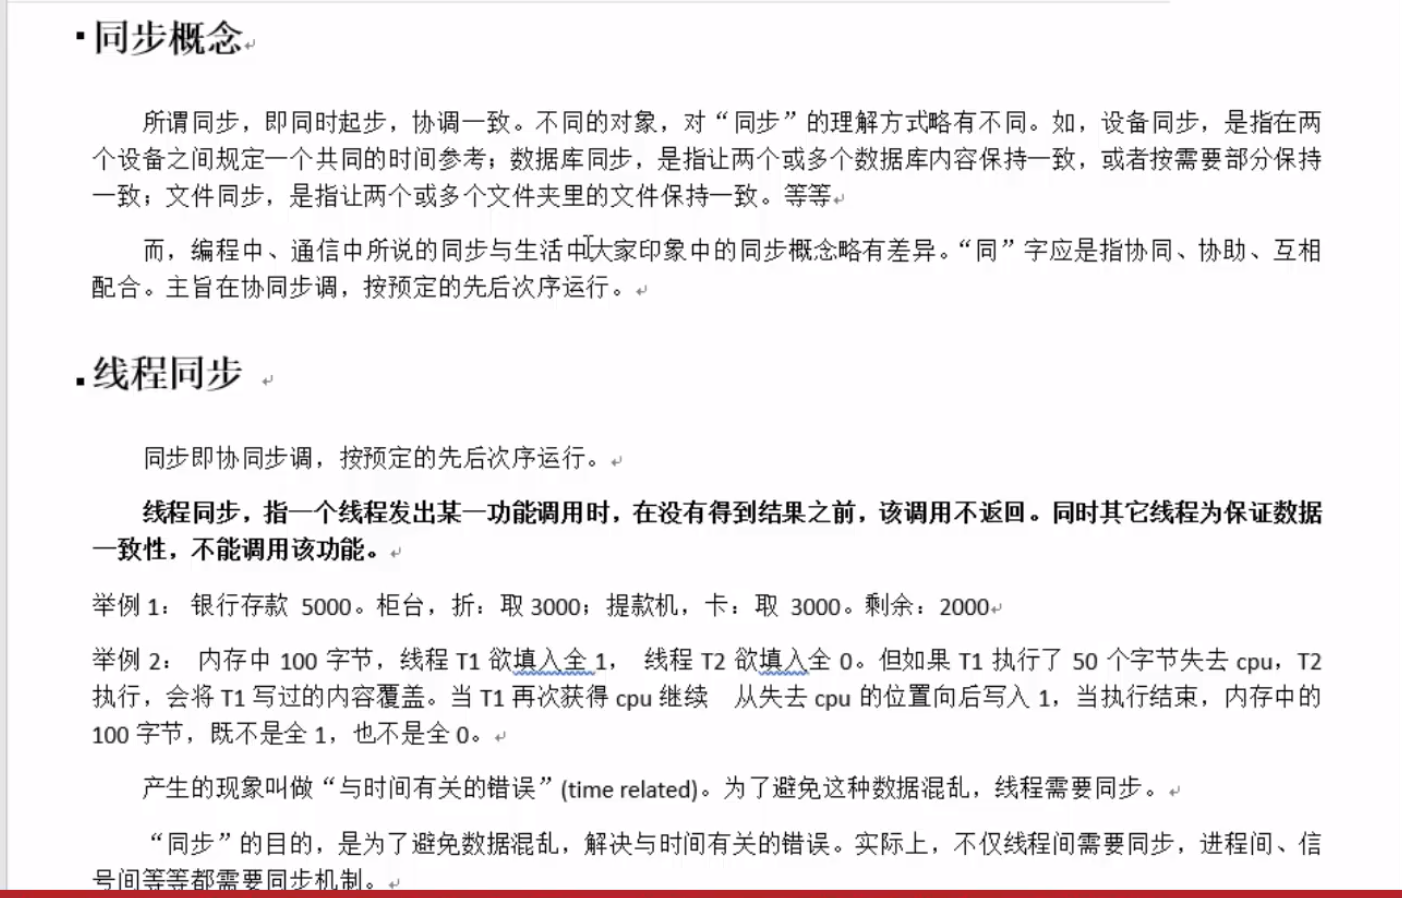 同步概念
所谓同步，即同时起步，协调一致。不同的对象，对“同步”的理解方式略有不同。如，设备同步，是指在两
个设备之间规定一个共同的时间参考；数据库同步，是指让两个或多个数据库内容保持一致，或者按需要部分保持
一致；文件同步，是指让两个或多个文件夹里的文件保持一致。等等
而，编程中、通信中所说的同步与生活中大家印象中的同步概念略有差异。“同”字应是指协同、协助、互相
配合。主旨在协同步调，按预定的先后次序运行。
线程同步
同步即协同步调，按预定的先后次序运行。
线程同步，指一个线程发出某一功能调用时，在没有得到结果之前，该调用不返回。同时其它线程为保证数据
一致性，不能调用该功能。
举例 1： 银行存款 5000。柜台，折：取 3000；提款机，卡：取 3000。剩余：2000
举例 2： 内存中 100 字节，线程 T1 欲填入全 1， 线程 T2 欲填入全 0。但如果 T1 执行了 50 个字节失去 cpu，T2
执行，会将 T1 写过的内容覆盖。当 T1 再次获得 cpu 继续 从失去 cpu 的位置向后写入 1，当执行结束，内存中的
100 字节，既不是全 1，也不是全 0。
产生的现象叫做“与时间有关的错误”(time related)。为了避免这种数据混乱，线程需要同步。
“同步”的目的，是为了避免数据混乱，解决与时间有关的错误。实际上，不仅线程间需要同步，进程间、信
号间等等都需要同步机制。